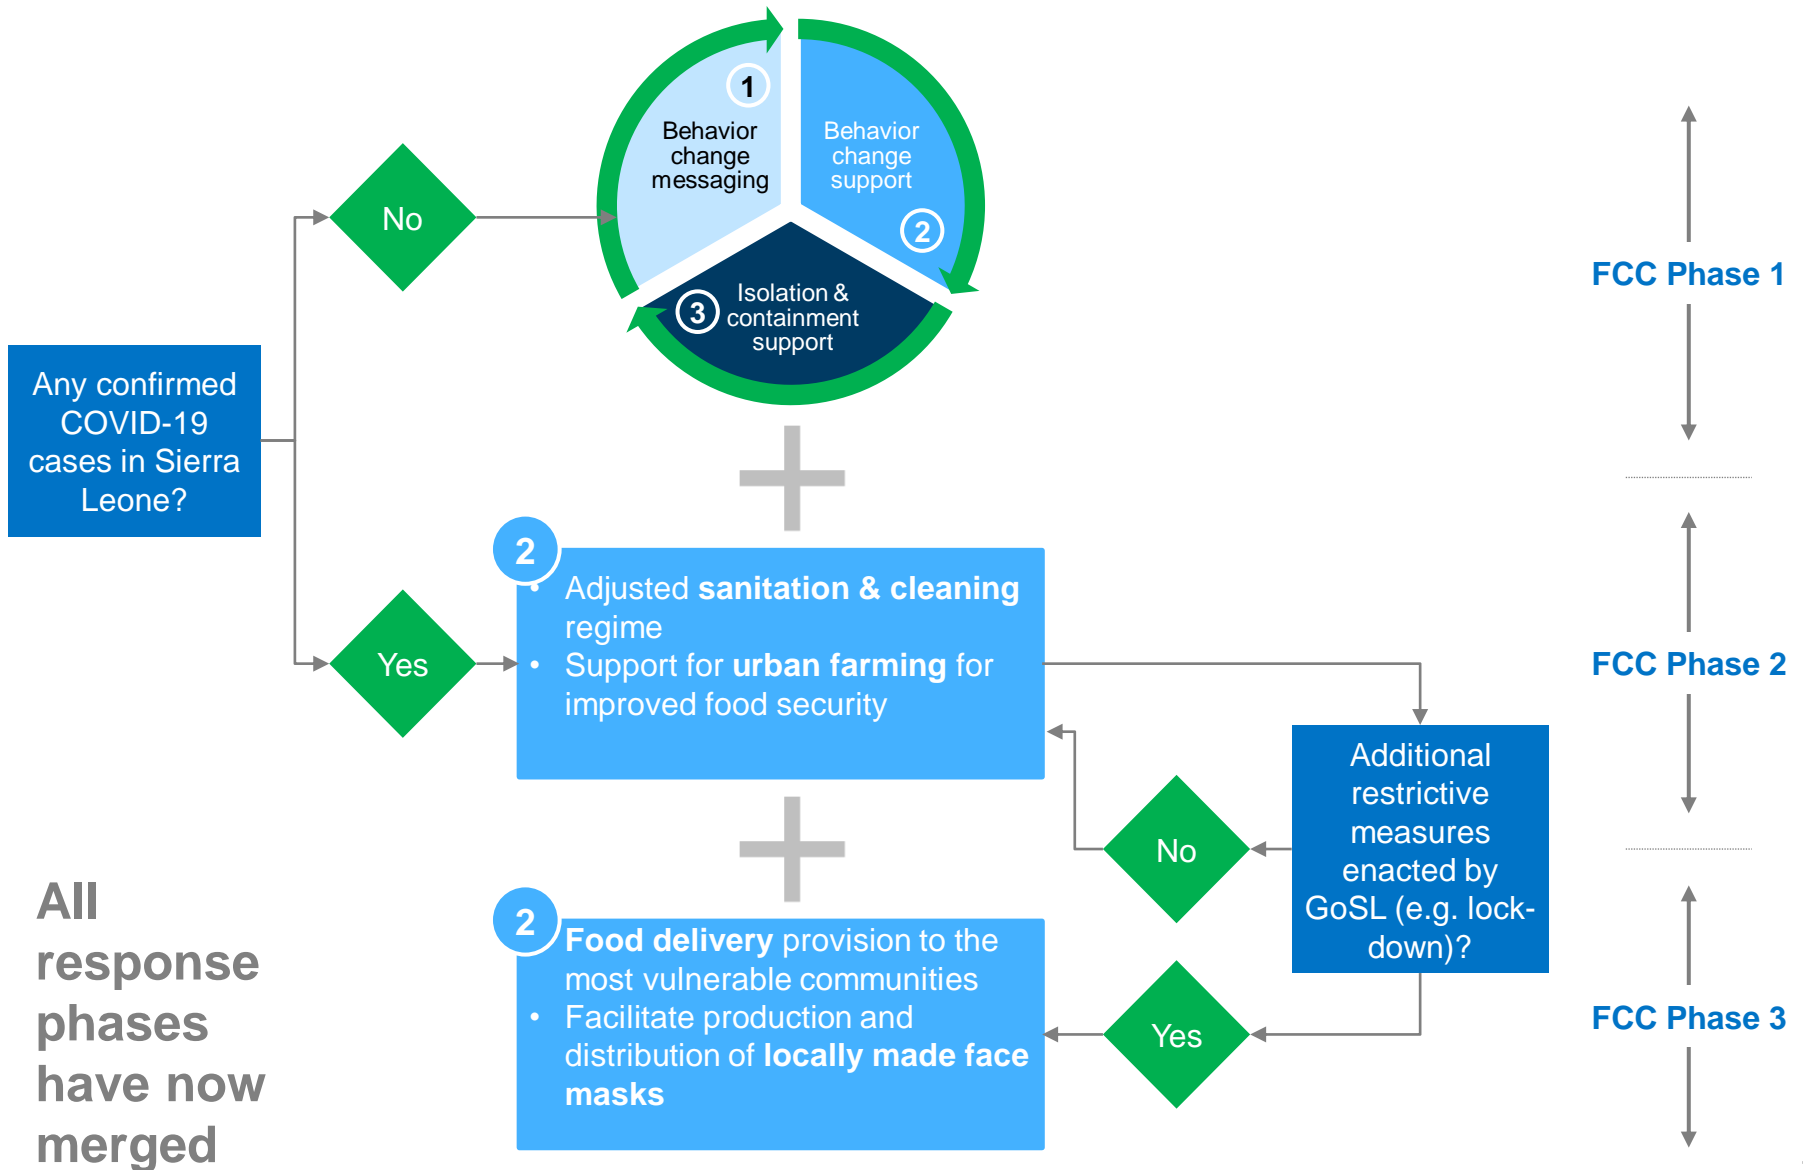 1
Behavior
change
messaging
Behavior
change
support
2
3
Isolation &
containment
support
No
FCC Phase 1
Any confirmed
COVID-19
cases in Sierra
Leone?
2
• Adjusted sanitation & cleaning
regime
• Support for urban farming for
improved food security
Yes
FCC Phase 2
Additional
restrictive
measures
enacted by
GoSL (e.g. lock-
down)?
No
2
Food delivery provision to the
most vulnerable communities
• Facilitate production and
distribution of locally made face
masks
Yes
FCC Phase 3
All
response
phases
have now
merged